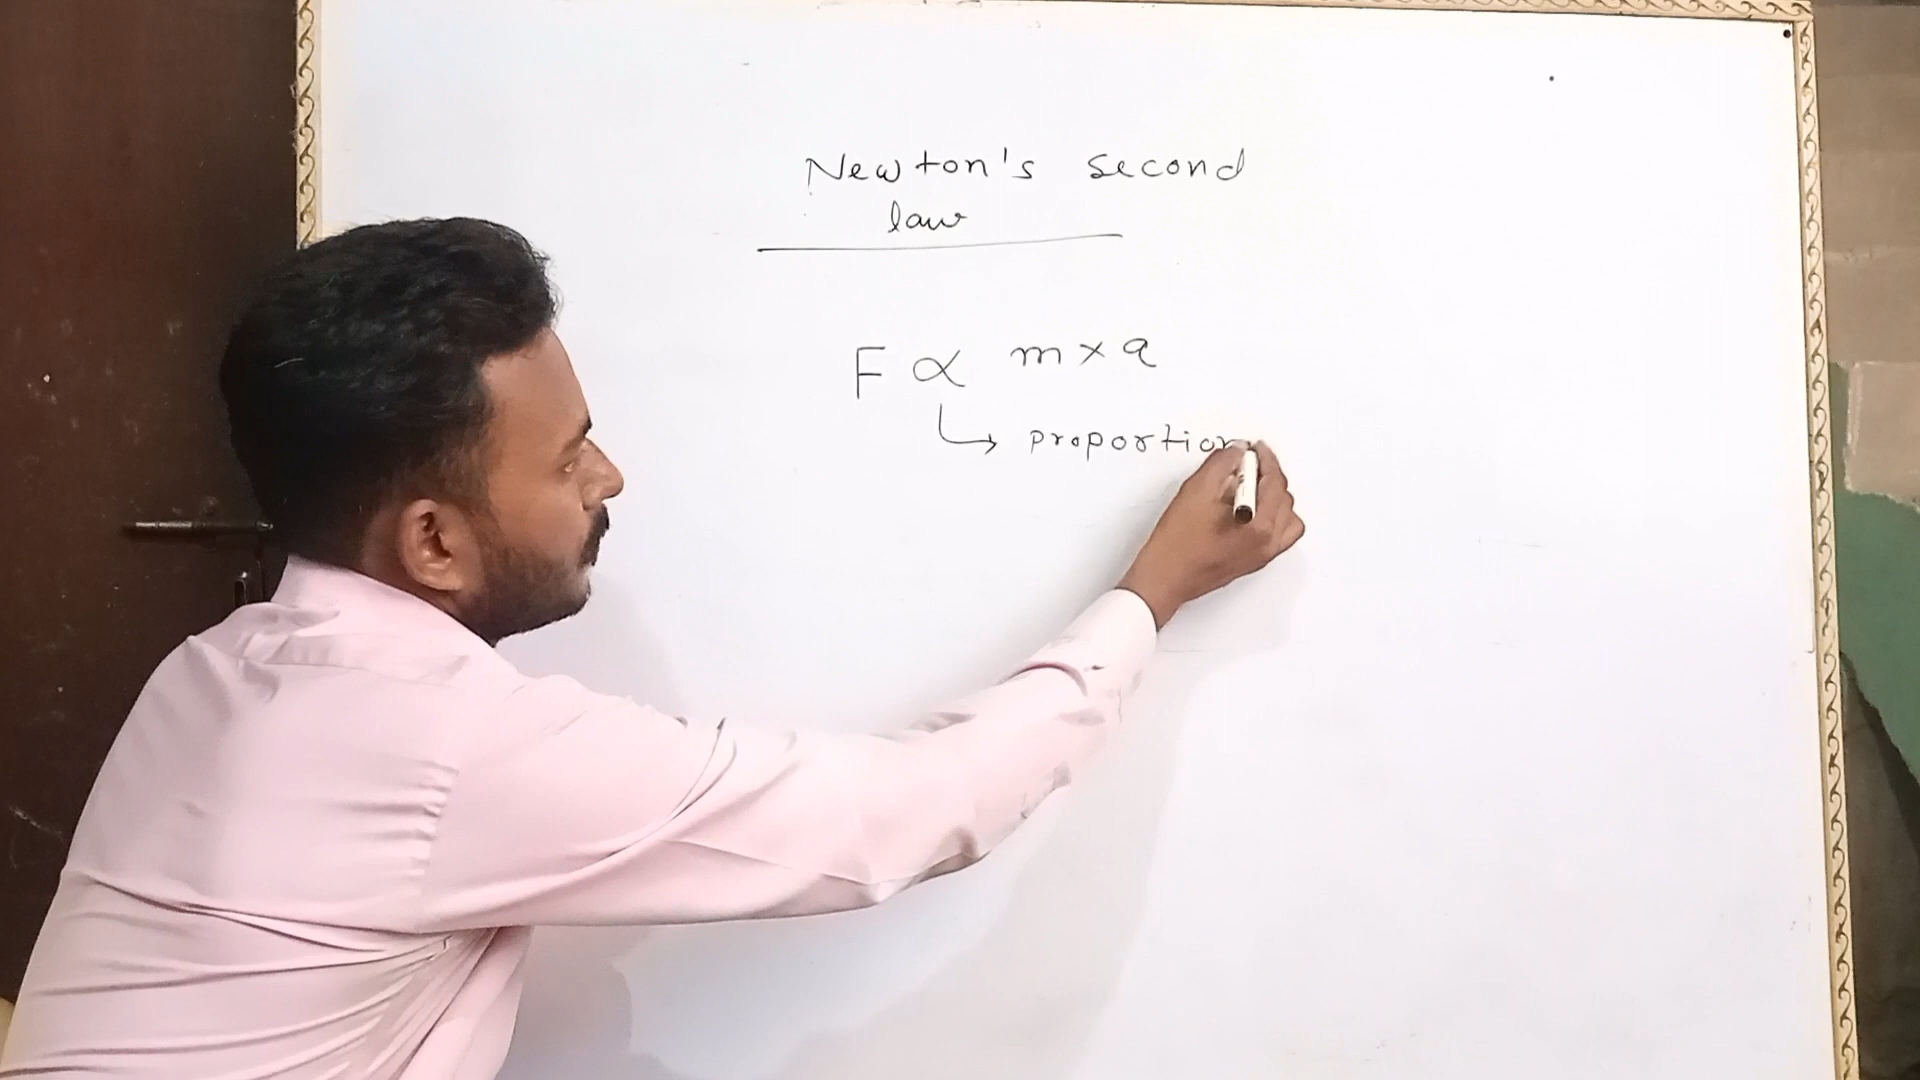 Newton's second
law
F ∝ m × a
↳ proportion